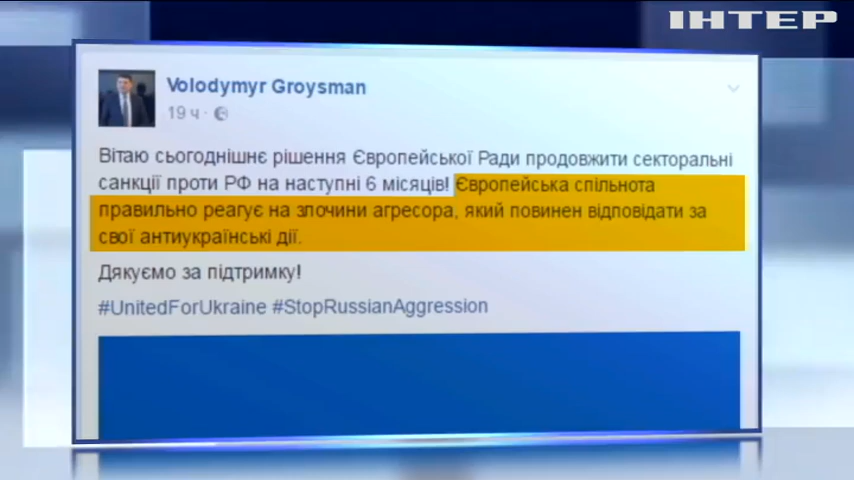 ІНТЕР
Volodymyr Groysman
19 ч ·
Вітаю сьогоднішнє рішення Європейської Ради продовжити секторальні
санкції проти РФ на наступні 6 місяців! Європейська спільнота
правильно реагує на злочини агресора, який повинен відповідати за
свої антиукраїнські дії.
Дякуємо за підтримку!
#UnitedForUkraine #StopRussianAggression